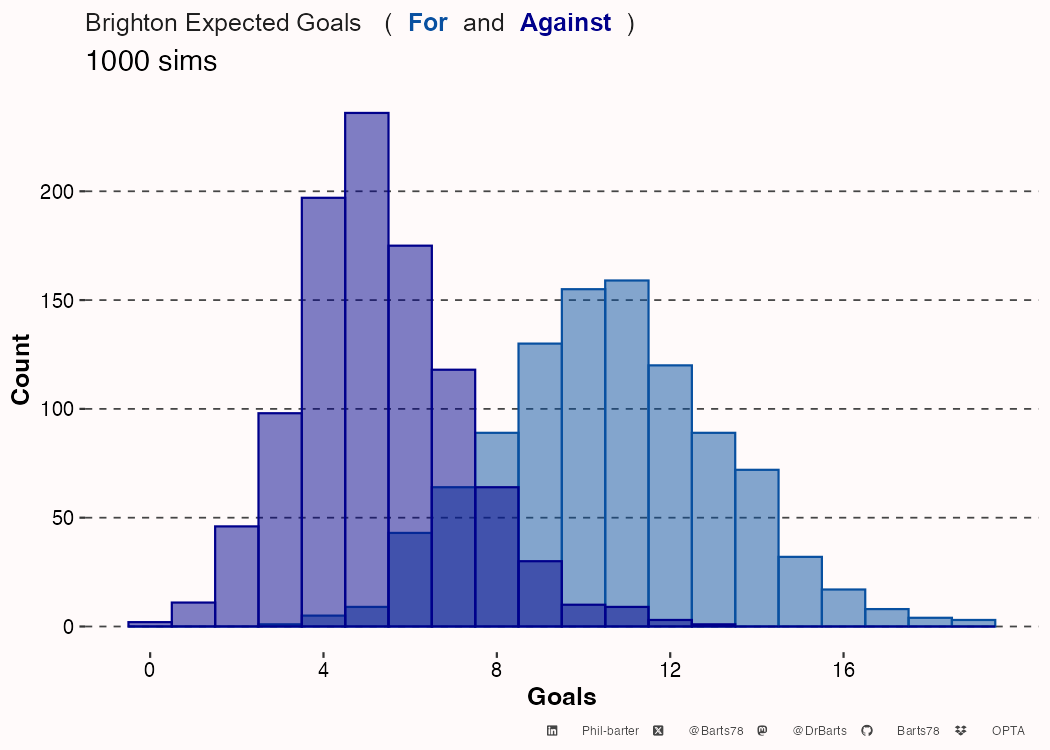 Brighton Expected Goals ( For and Against )
1000 sims
200
150
100
50
0
Count
0 4 8 12 16
Goals
Phil-barter @Barts78 @DrBarts Barts78 OPTA